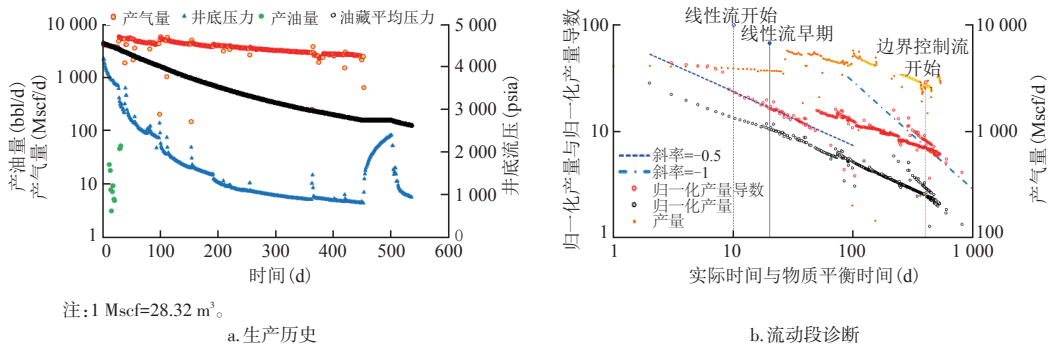 产气量 井底压力 产油量 油藏平均压力
10 000
1 000
100
10
1
产油量(bbl/d)
产气量(Mscf/d)
5 000
4 000
3 000
2 000
1 000
0
井底流压(psia)
0 100 200 300 400 500 600
时间(d)
注:1 Mscf=28.32 m³。
a.生产历史
线性流开始
线性流早期
边界控制流
开始
100
10
1
归一化产量与归一化产量导数
10 000
1 000
100
产气量(Mscf/d)
斜率=-0.5
斜率=-1
归一化产量导数
归一化产量
产量
1 10 100 1 000
实际时间与物质平衡时间(d)
b.流动段诊断